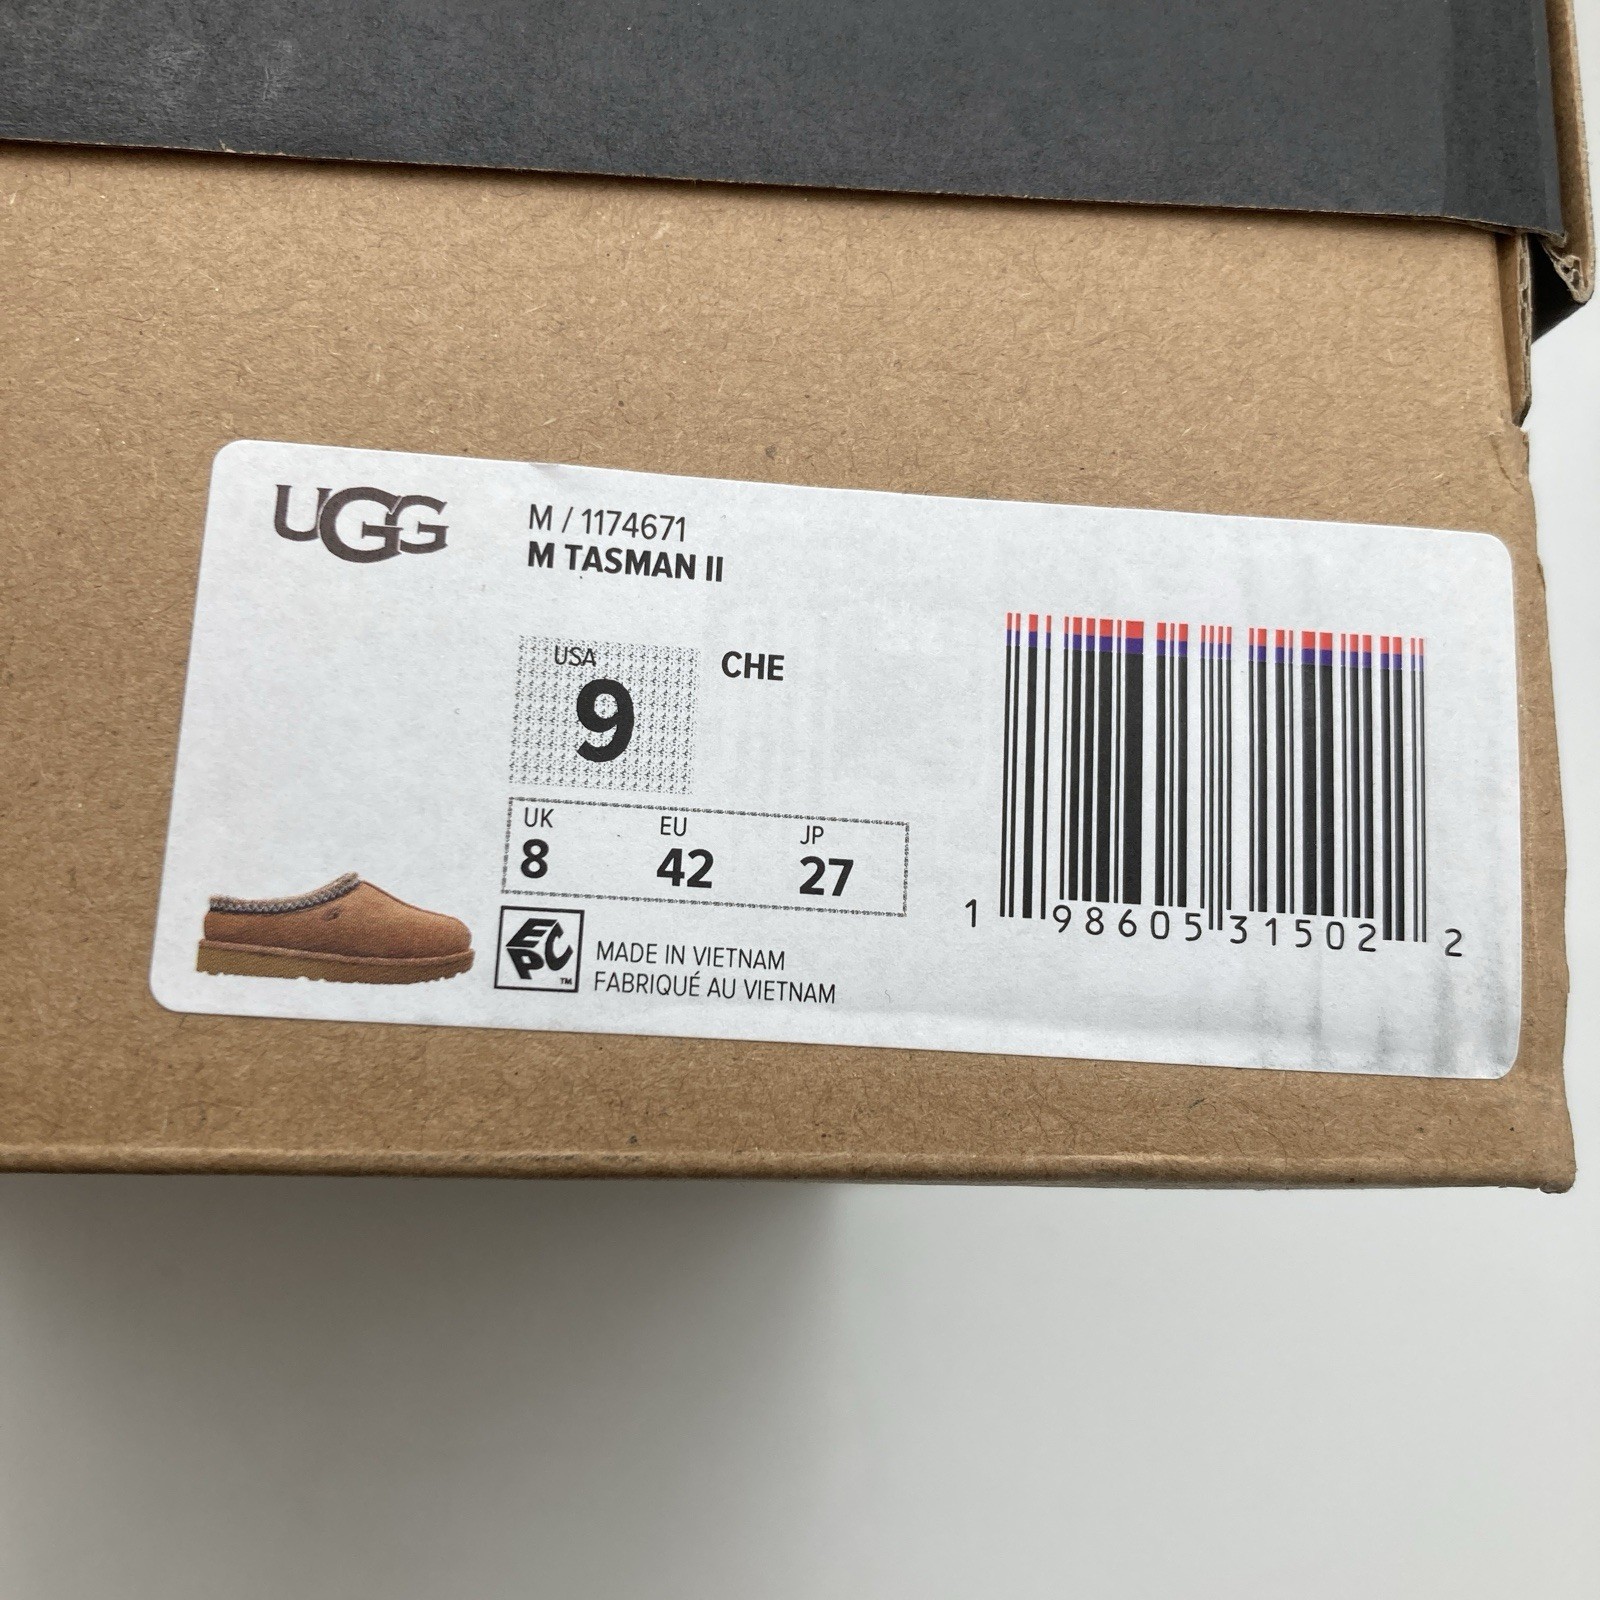 UGG
M / 1174671
M TASMAN II
USA
9
CHE
UK
8
EU
42
JP
27
EPC™
MADE IN VIETNAM
FABRIQUÉ AU VIETNAM
1 98605 31502 2